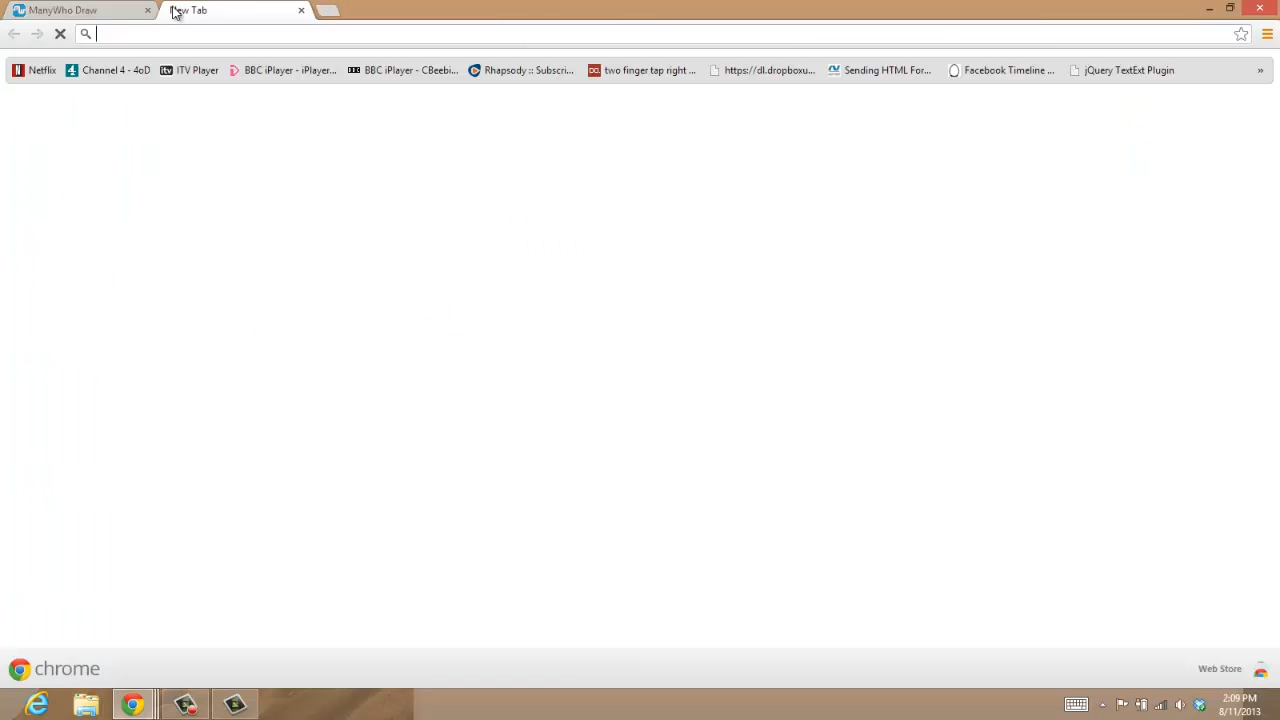 ManyWho Draw
New Tab
Netflix
4 Channel 4 - 4oD
itv ITV Player
BBC iPlayer - iPlayer...
BBC iPlayer - CBeebi...
Rhapsody :: Subscri...
two finger tap right ...
https://dl.dropboxu...
Sending HTML For...
Facebook Timeline ...
jQuery TextExt Plugin
»
chrome
Web Store
2:09 PM
8/11/2013